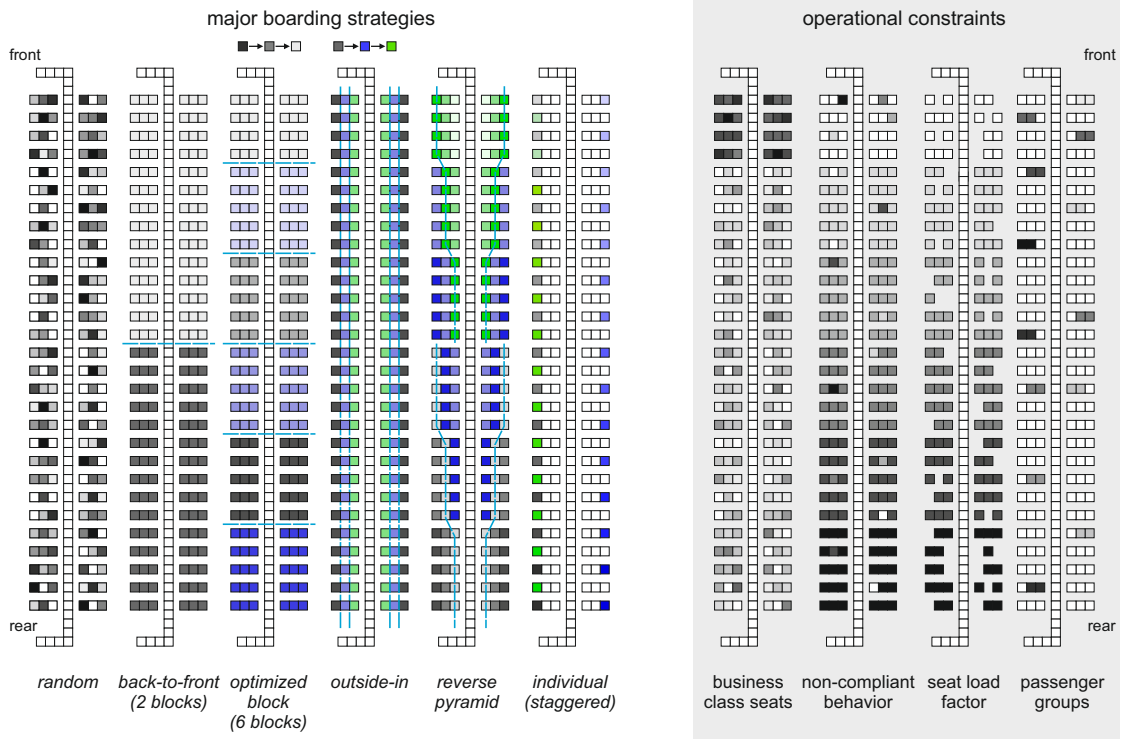 major boarding strategies
operational constraints
front
front
rear
rear
random
back-to-front
(2 blocks)
optimized
block
(6 blocks)
outside-in
reverse
pyramid
individual
(staggered)
business
class seats
non-compliant
behavior
seat load
factor
passenger
groups